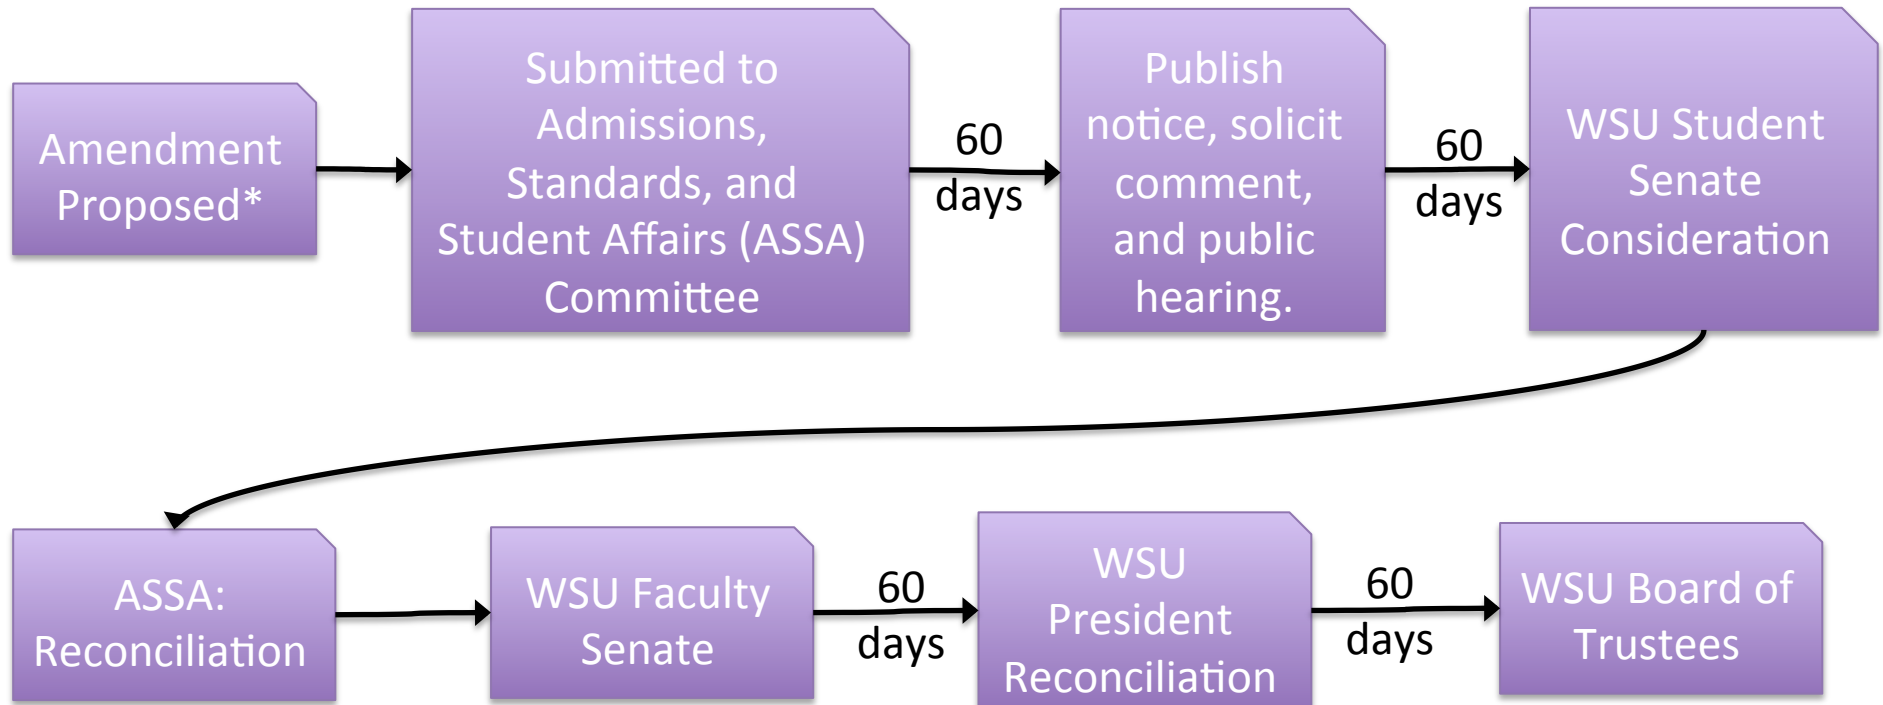 Amendment
Proposed*
Submitted to
Admissions,
Standards, and
Student Affairs (ASSA)
Committee
60
days
Publish
notice, solicit
comment,
and public
hearing.
60
days
WSU Student
Senate
Consideration
ASSA:
Reconciliation
WSU Faculty
Senate
60
days
WSU
President
Reconciliation
60
days
WSU Board of
Trustees